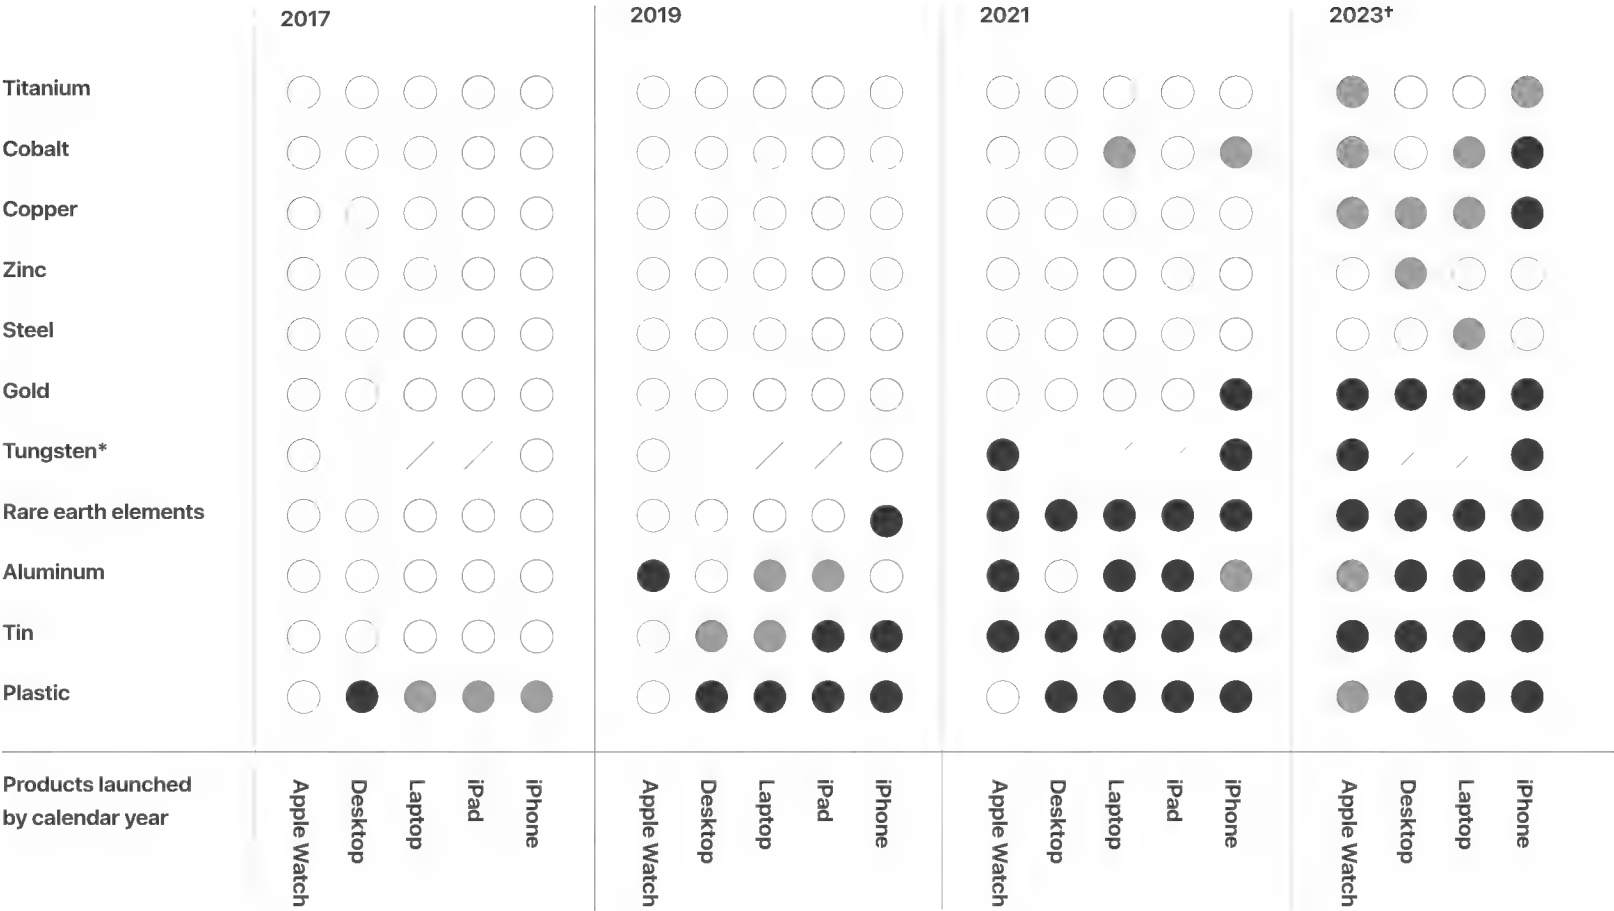 2017 2019 2021 2023†
Titanium
Cobalt
Copper
Zinc
Steel
Gold
Tungsten*
Rare earth elements
Aluminum
Tin
Plastic
Products launched
by calendar year
Apple Watch
Desktop
Laptop
iPad
iPhone
Apple Watch
Desktop
Laptop
iPad
iPhone
Apple Watch
Desktop
Laptop
iPad
iPhone
Apple Watch
Desktop
Laptop
iPhone